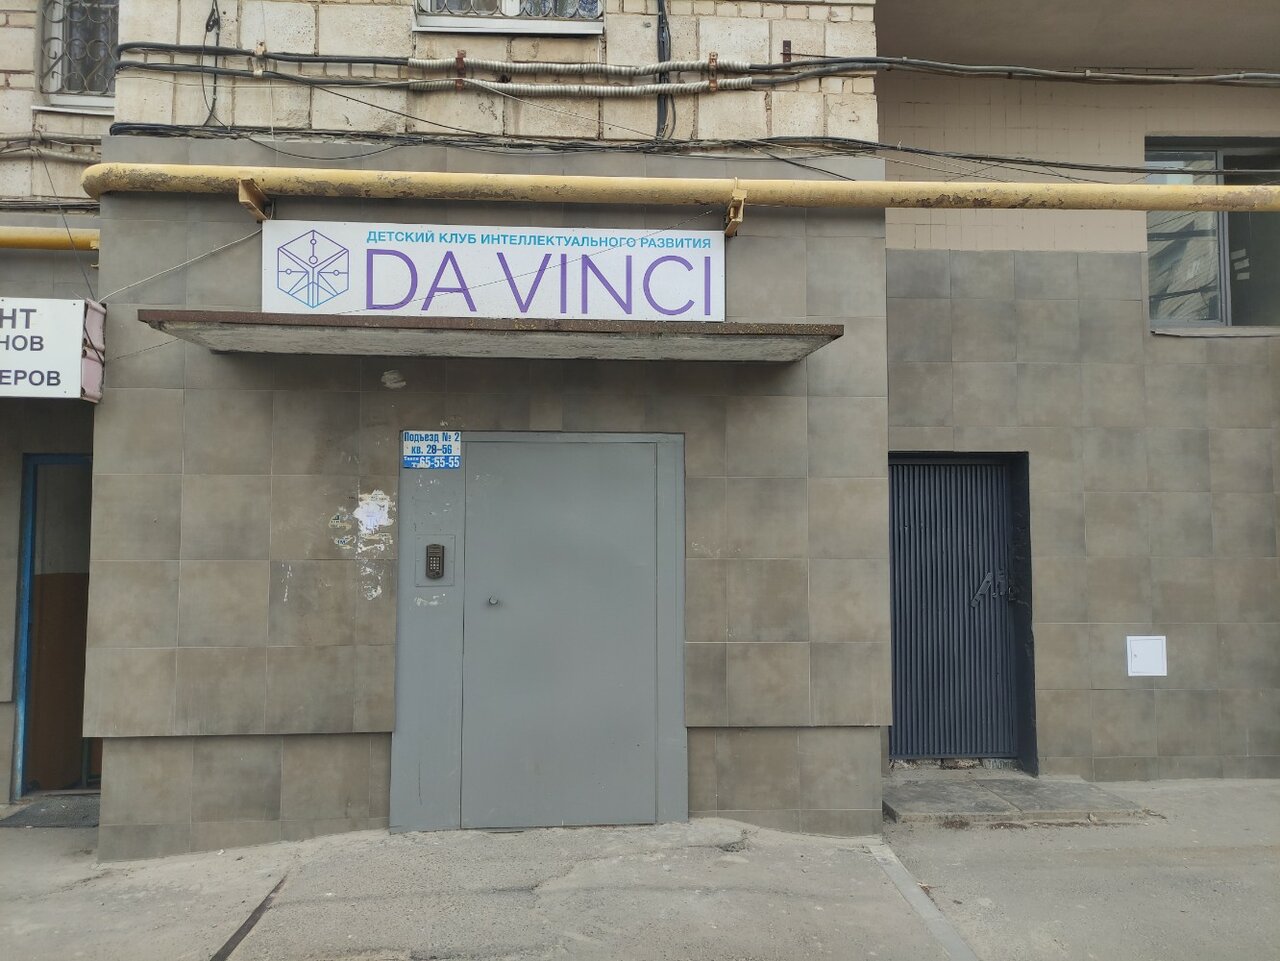 ДЕТСКИЙ КЛУБ ИНТЕЛЛЕКТУАЛЬНОГО РАЗВИТИЯ
DA VINCI
НТ
НОВ
ЕРОВ
Подъезд № 2
кв. 28–56
65-55-55